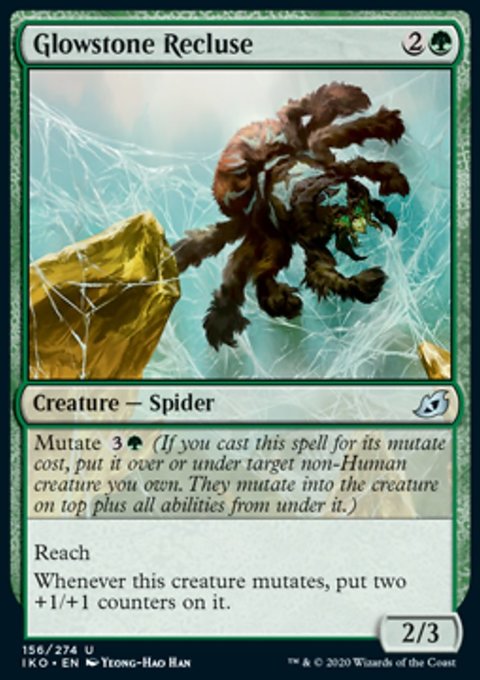 Glowstone Recluse 2
Creature — Spider
Mutate 3 (If you cast this spell for its mutate
cost, put it over or under target non-Human
creature you own. They mutate into the creature
on top plus all abilities from under it.)
Reach
Whenever this creature mutates, put two
+1/+1 counters on it.
2/3
156/274 U
IKO • EN Yeong-Hao Han
™ & © 2020 Wizards of the Coast